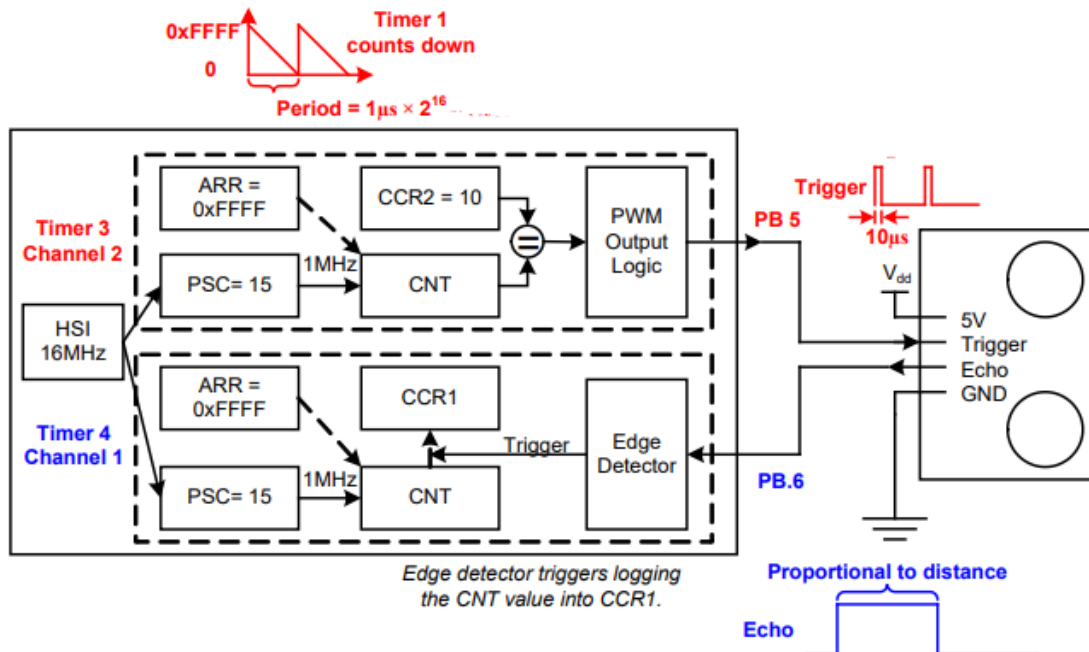 0xFFFF
0
Timer 1
counts down
Period = 1µs × 2^16
Timer 3
Channel 2
ARR =
0xFFFF
CCR2 = 10
PWM
Output
Logic
=
PSC= 15
1MHz
CNT
HSI
16MHz
Timer 4
Channel 1
ARR =
0xFFFF
CCR1
Trigger
Edge
Detector
PSC= 15
1MHz
CNT
PB 5
PB.6
Trigger
10µs
Vdd
5V
Trigger
Echo
GND
Edge detector triggers logging
the CNT value into CCR1.
Proportional to distance
Echo